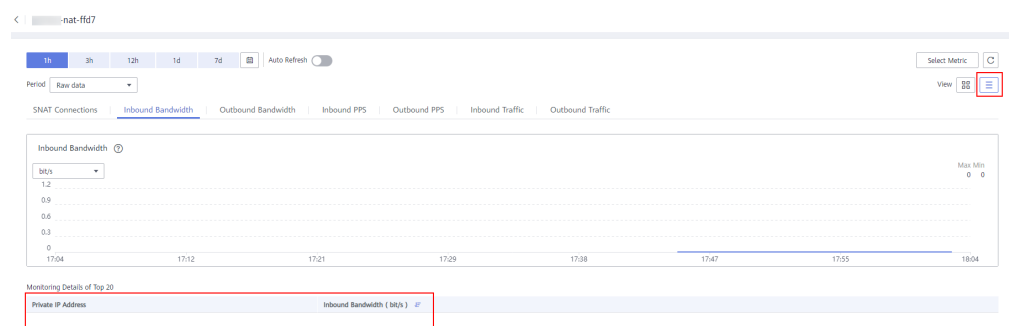 -nat-ffd7
1h 3h 12h 1d 7d Auto Refresh Select Metric
Period Raw data View
SNAT Connections Inbound Bandwidth Outbound Bandwidth Inbound PPS Outbound PPS Inbound Traffic Outbound Traffic
Inbound Bandwidth ?
bit/s Max Min
0 0
1.2
0.9
0.6
0.3
0
17:04 17:12 17:21 17:29 17:38 17:47 17:55 18:04
Monitoring Details of Top 20
Private IP Address Inbound Bandwidth ( bit/s )